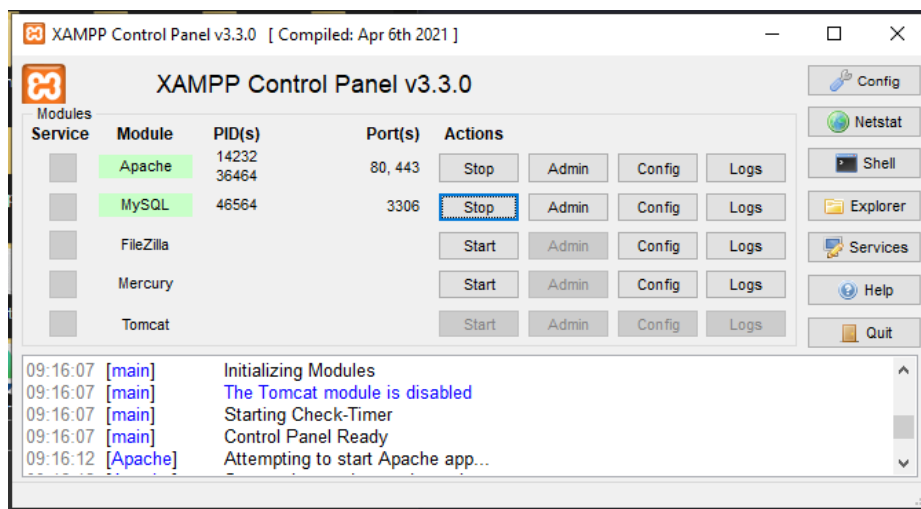 XAMPP Control Panel v3.3.0 [ Compiled: Apr 6th 2021 ]
XAMPP Control Panel v3.3.0
Config
Modules
Service Module PID(s) Port(s) Actions
Netstat
Apache 14232 36464 80, 443 Stop Admin Config Logs
Shell
MySQL 46564 3306 Stop Admin Config Logs
Explorer
FileZilla Start Admin Config Logs
Services
Mercury Start Admin Config Logs
Help
Tomcat Start Admin Config Logs
Quit
09:16:07 [main] Initializing Modules
09:16:07 [main] The Tomcat module is disabled
09:16:07 [main] Starting Check-Timer
09:16:07 [main] Control Panel Ready
09:16:12 [Apache] Attempting to start Apache app...